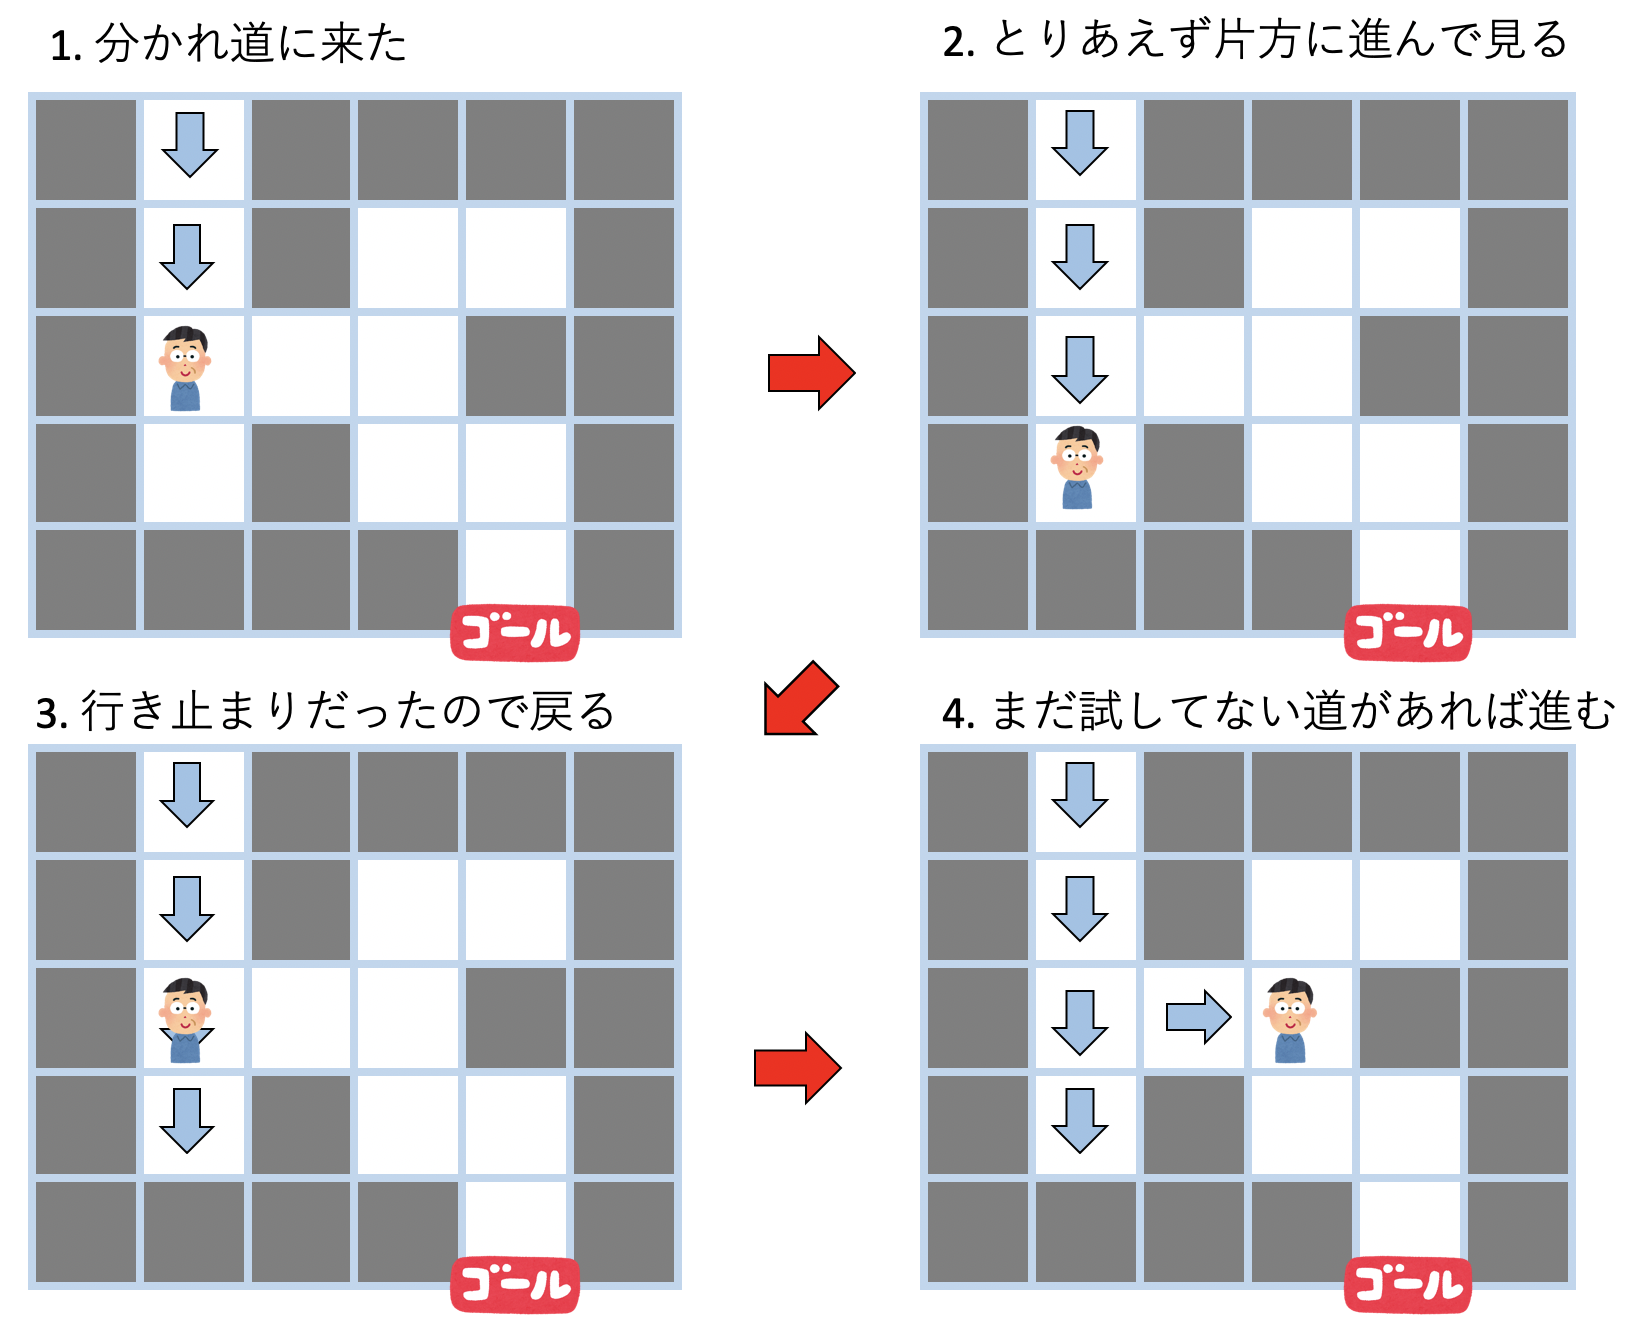 1. 分かれ道に来た
2. とりあえず片方に進んで見る
ゴール
ゴール
3. 行き止まりだったので戻る
4. まだ試してない道があれば進む
ゴール
ゴール